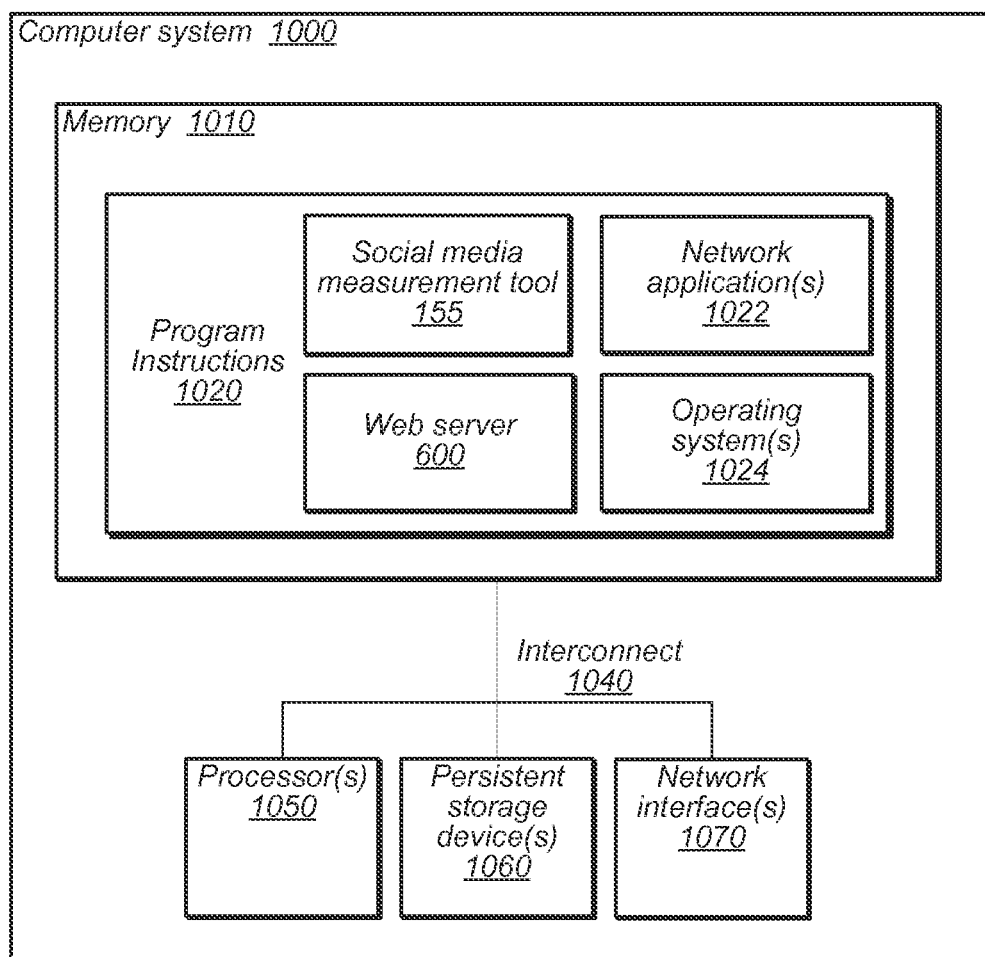 Computer system 1000
Memory 1010
Program
Instructions
1020
Social media
measurement tool
155
Network
application(s)
1022
Web server
600
Operating
system(s)
1024
Interconnect
1040
Processor(s)
1050
Persistent
storage
device(s)
1060
Network
interface(s)
1070